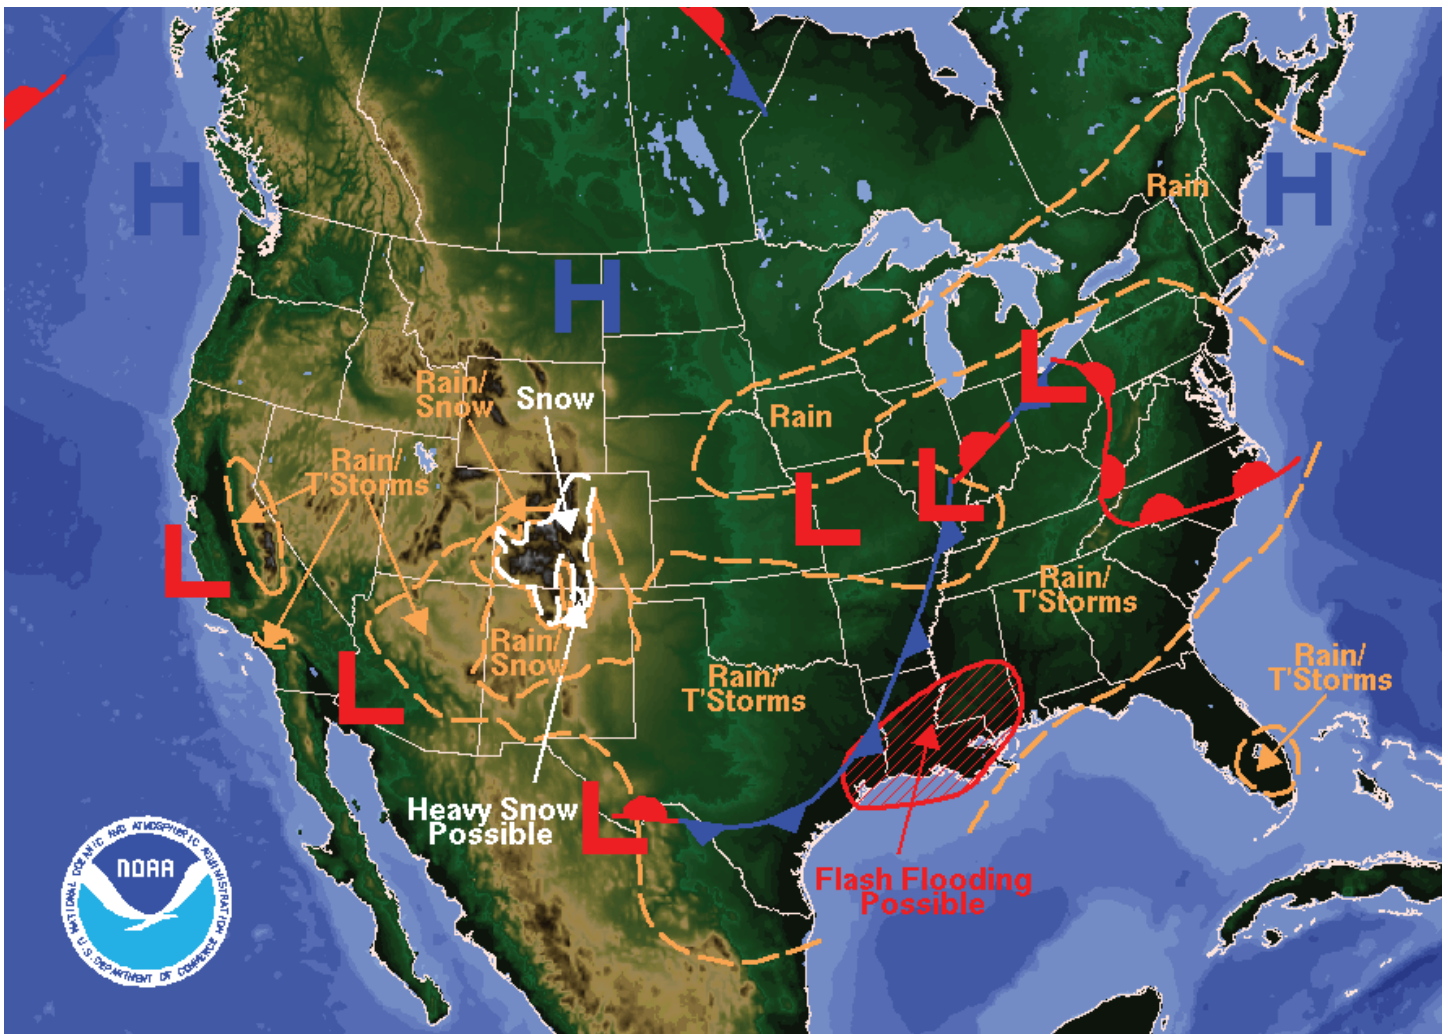 Rain
H
H
H
Rain/
Snow
Snow
Rain
L
Rain/
T'Storms
L
L
L
Rain/
T'Storms
Rain/
Snow
Rain/
T'Storms
Rain/
T'Storms
L
L
Heavy Snow
Possible
Flash Flooding
Possible
NATIONAL OCEANIC AND ATMOSPHERIC ADMINISTRATION
NOAA
U.S. DEPARTMENT OF COMMERCE